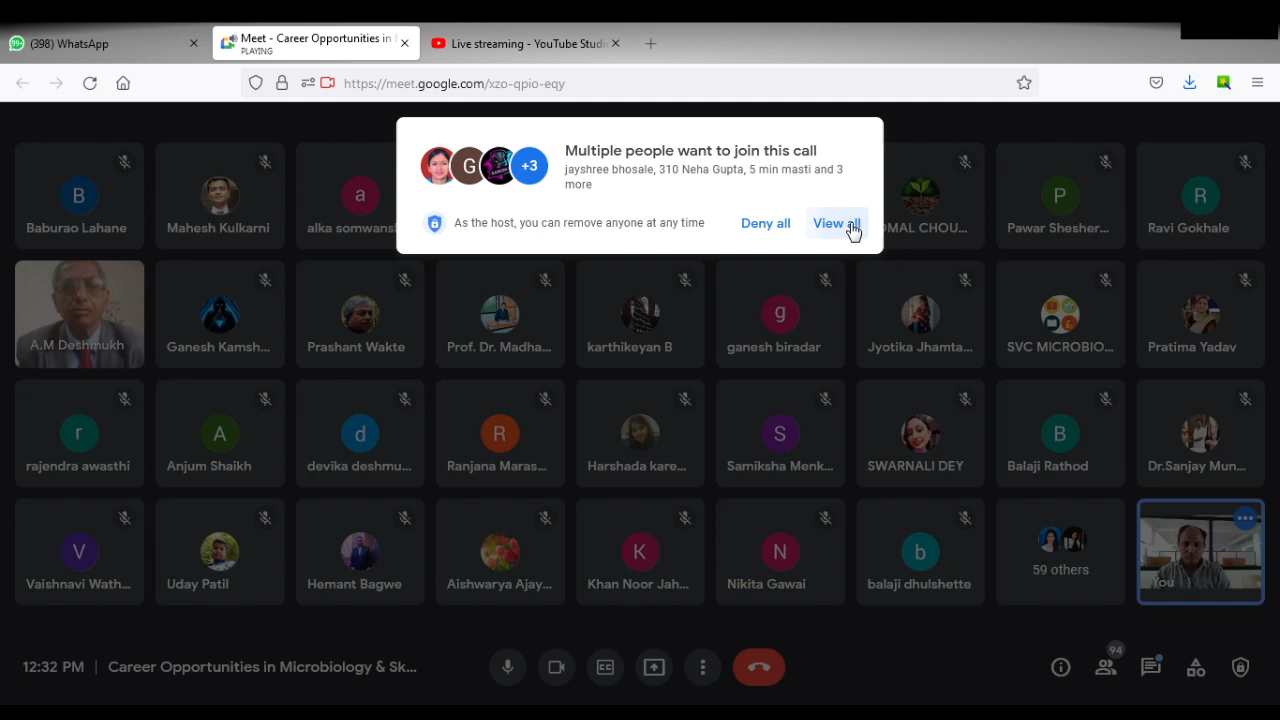 99+ (398) WhatsApp
Meet - Career Opportunities in
PLAYING
Live streaming - YouTube Studio
https://meet.google.com/xzo-qpio-eqy
Multiple people want to join this call
G
+3
jayshree bhosale, 310 Neha Gupta, 5 min masti and 3
more
As the host, you can remove anyone at any time
Deny all
View all
B
a
P
R
Baburao Lahane
Mahesh Kulkarni
alka somwansi
OMAL CHOU...
Pawar Shesher...
Ravi Gokhale
g
A.M Deshmukh
Ganesh Kamsh...
Prashant Wakte
Prof. Dr. Madha...
karthikeyan B
ganesh biradar
Jyotika Jhamta...
SVC MICROBIO...
Pratima Yadav
r
A
d
R
S
B
rajendra awasthi
Anjum Shaikh
devika deshmu...
Ranjana Maras...
Harshada kare...
Samiksha Menk...
SWARNALI DEY
Balaji Rathod
Dr.Sanjay Mun...
V
K
N
b
Vaishnavi Wath...
Uday Patil
Hemant Bagwe
Aishwarya Ajay...
Khan Noor Jah...
Nikita Gawai
balaji dhulshette
59 others
You
94
12:32 PM | Career Opportunities in Microbiology & Sk...
CC